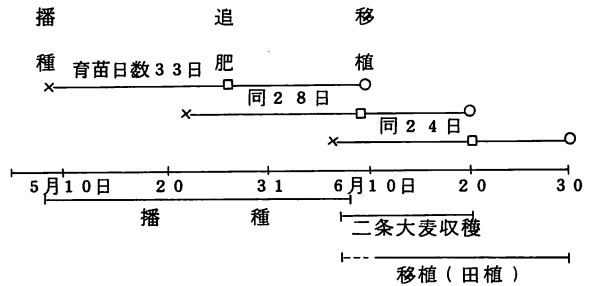 播種
追肥
移植
育苗日数33日
同28日
同24日
5月10日 20 31 6月10日 20 30
播種
二条大麦収穫
移植(田植)